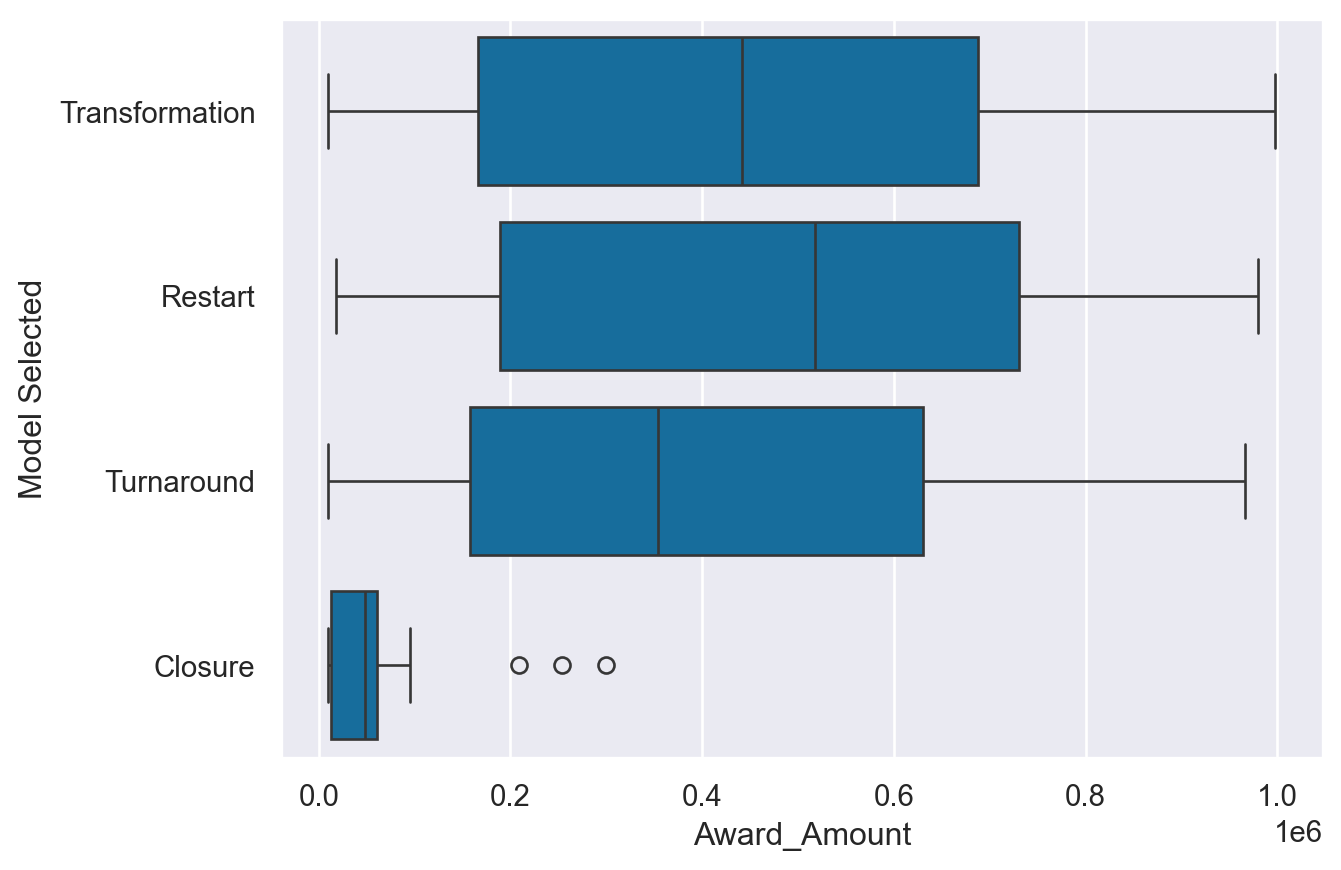 Transformation
Restart
Turnaround
Closure
Model Selected
0.0 0.2 0.4 0.6 0.8 1.0
1e6
Award_Amount